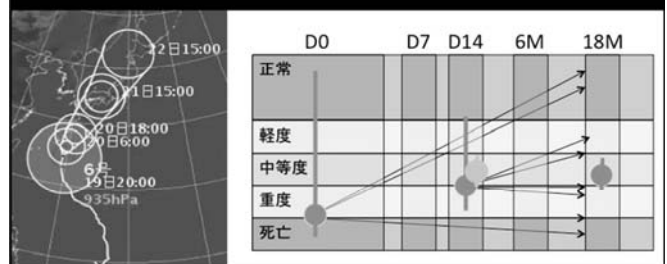 22日15:00
21日15:00
20日18:00
20日6:00
6号
19日20:00
935hPa
D0 D7 D14 6M 18M
正常
軽度
中等度
重度
死亡